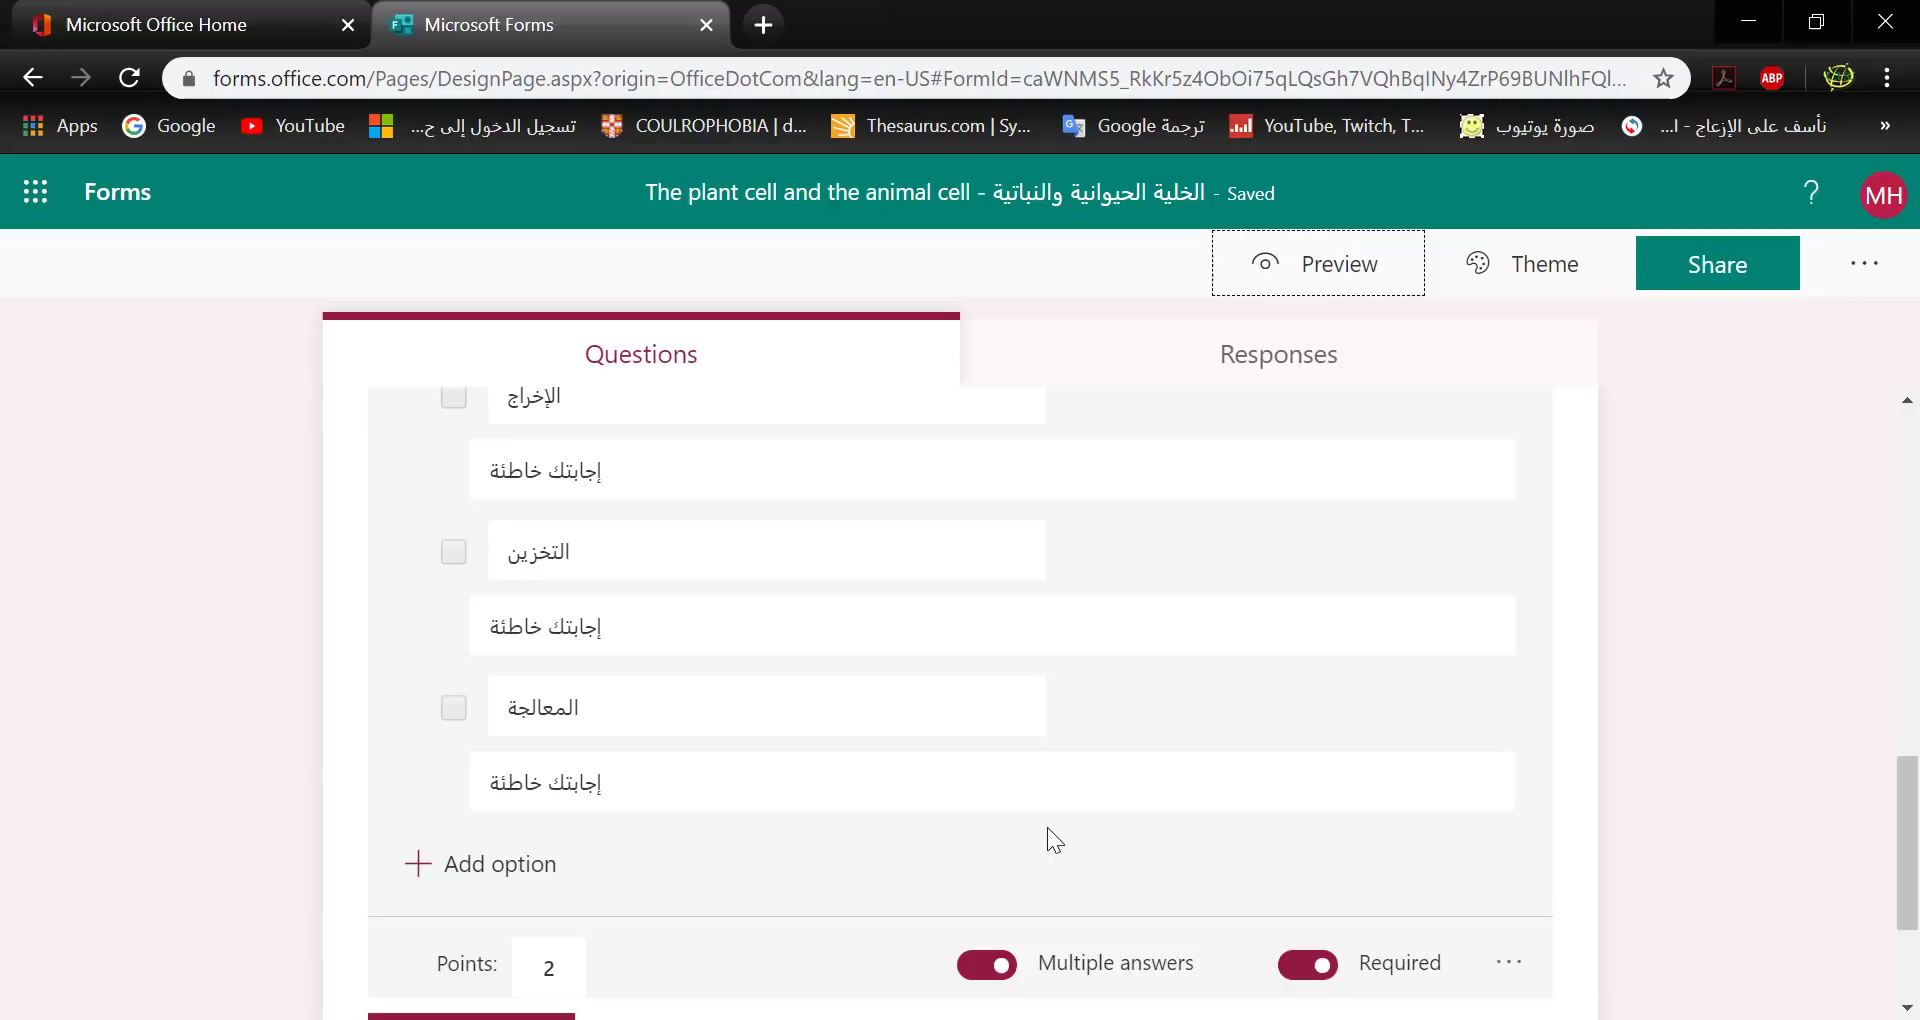 Microsoft Office Home
Microsoft Forms
forms.office.com/Pages/DesignPage.aspx?origin=OfficeDotCom&lang=en-US#FormId=caWNMS5_RkKr5z4ObOi75qLQsGh7VQhBqINy4ZrP69BUNlhFQl...
ABP
Apps
Google
YouTube
تسجيل الدخول إلى ح...
COULROPHOBIA | d...
Thesaurus.com | Sy...
ترجمة Google
YouTube, Twitch, T...
صورة يوتيوب
نأسف على الإزعاج - ا...
»
Forms
The plant cell and the animal cell - الخلية الحيوانية والنباتية - Saved
?
MH
Preview
Theme
Share
...
Questions
Responses
الإخراج
إجابتك خاطئة
التخزين
إجابتك خاطئة
المعالجة
إجابتك خاطئة
Add option
Points:
2
Multiple answers
Required
...